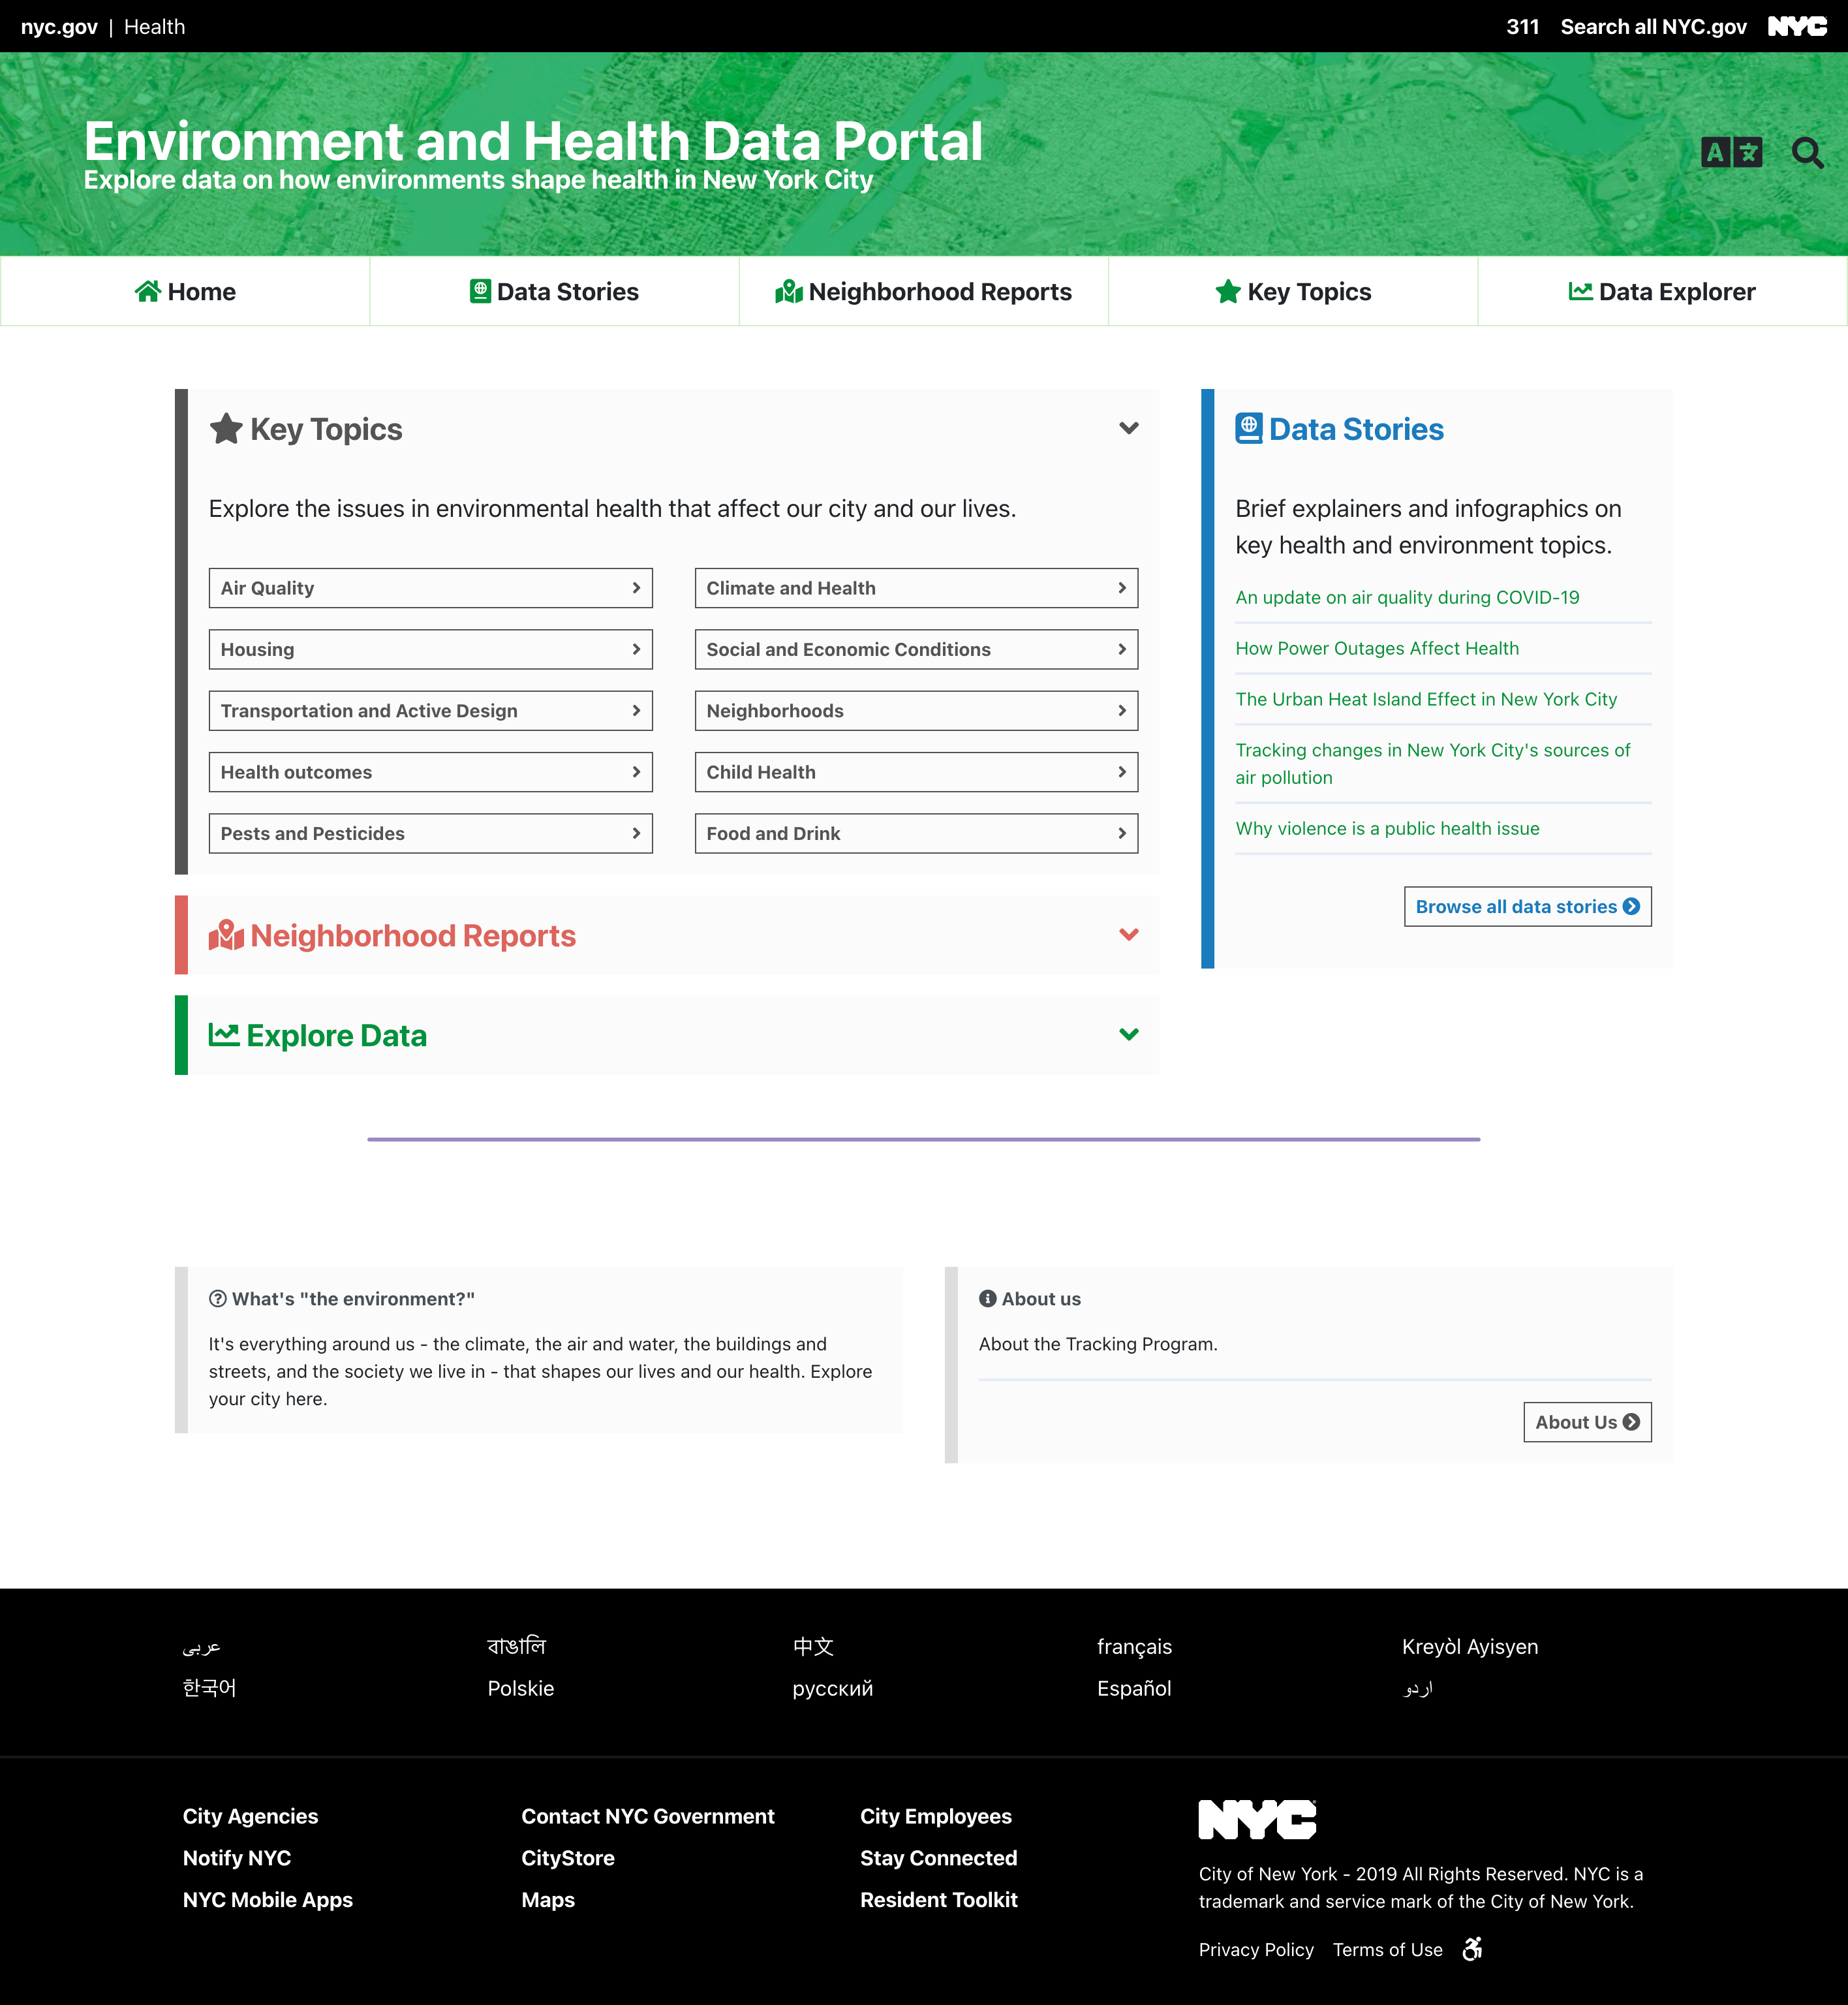 nyc.gov | Health
311 Search all NYC.gov NYC
Environment and Health Data Portal
Explore data on how environments shape health in New York City
A
Home
Data Stories
Neighborhood Reports
Key Topics
Data Explorer
Key Topics
Explore the issues in environmental health that affect our city and our lives.
Air Quality
Climate and Health
Housing
Social and Economic Conditions
Transportation and Active Design
Neighborhoods
Health outcomes
Child Health
Pests and Pesticides
Food and Drink
Neighborhood Reports
Explore Data
Data Stories
Brief explainers and infographics on
key health and environment topics.
An update on air quality during COVID-19
How Power Outages Affect Health
The Urban Heat Island Effect in New York City
Tracking changes in New York City's sources of
air pollution
Why violence is a public health issue
Browse all data stories
What's "the environment?"
It's everything around us - the climate, the air and water, the buildings and
streets, and the society we live in - that shapes our lives and our health. Explore
your city here.
About us
About the Tracking Program.
About Us
عربى
বাঙালি
中文
français
Kreyòl Ayisyen
한국어
Polskie
русский
Español
اردو
City Agencies
Notify NYC
NYC Mobile Apps
Contact NYC Government
CityStore
Maps
City Employees
Stay Connected
Resident Toolkit
NYC
City of New York - 2019 All Rights Reserved. NYC is a
trademark and service mark of the City of New York.
Privacy Policy Terms of Use